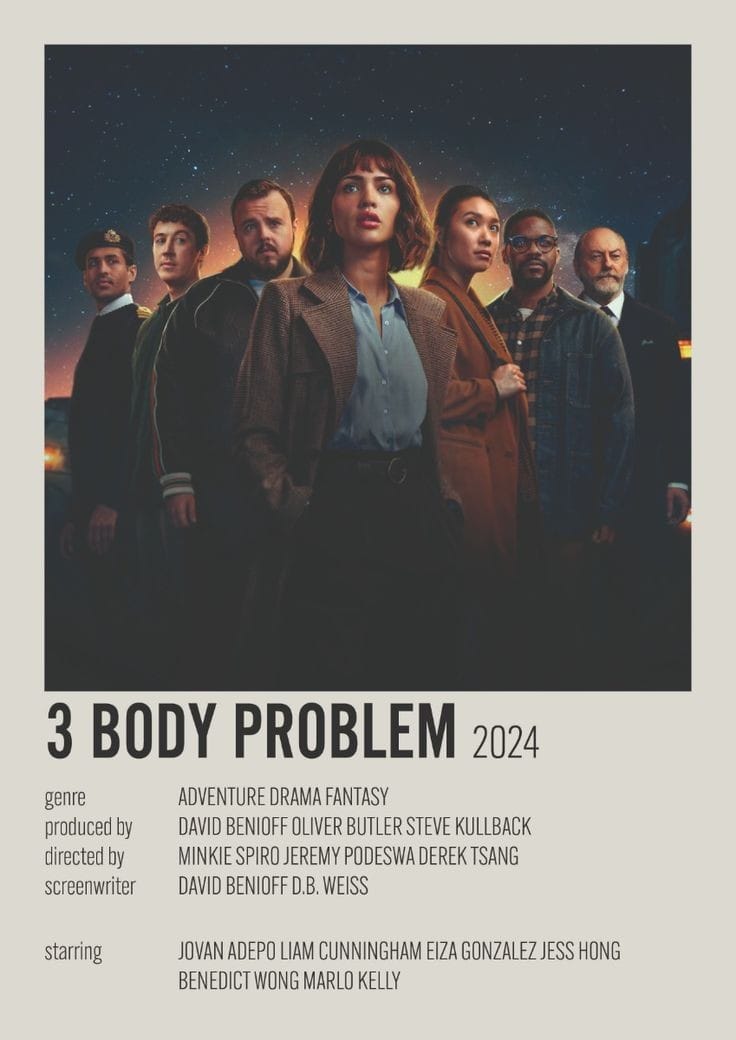 3 BODY PROBLEM 2024
genre ADVENTURE DRAMA FANTASY
produced by DAVID BENIOFF OLIVER BUTLER STEVE KULLBACK
directed by MINKIE SPIRO JEREMY PODESWA DEREK TSANG
screenwriter DAVID BENIOFF D.B. WEISS
starring JOVAN ADEPO LIAM CUNNINGHAM EIZA GONZALEZ JESS HONG
BENEDICT WONG MARLO KELLY